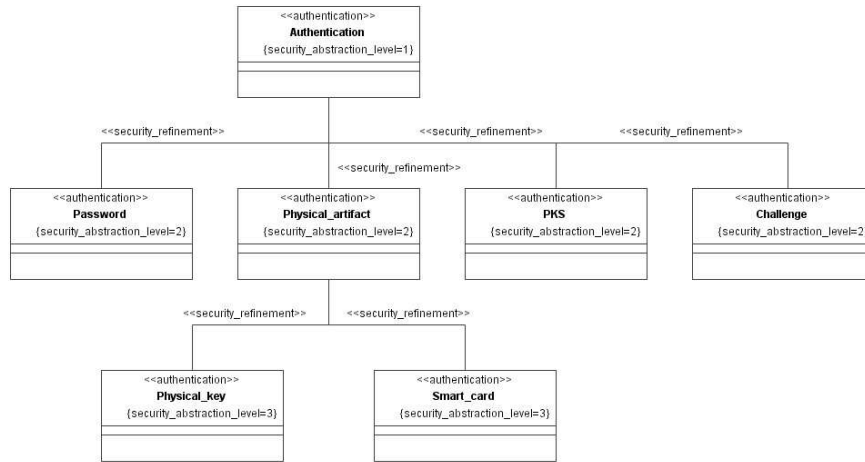 <<authentication>>
Authentication
{security_abstraction_level=1}
<<security_refinement>>
<<security_refinement>>
<<security_refinement>>
<<security_refinement>>
<<authentication>>
Password
{security_abstraction_level=2}
<<authentication>>
Physical_artifact
{security_abstraction_level=2}
<<authentication>>
PKS
{security_abstraction_level=2}
<<authentication>>
Challenge
{security_abstraction_level=2}
<<security_refinement>>
<<security_refinement>>
<<authentication>>
Physical_key
{security_abstraction_level=3}
<<authentication>>
Smart_card
{security_abstraction_level=3}